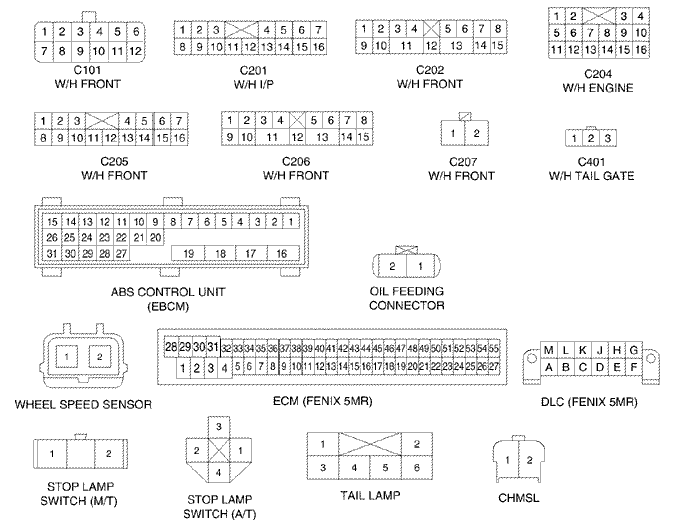 1 2 3 4 5 6
7 8 9 10 11 12
C101
W/H FRONT
1 2 3 4 5 6 7
8 9 10 11 12 13 14 15 16
C201
W/H I/P
1 2 3 4 5 6 7 8
9 10 11 12 13 14 15
C202
W/H FRONT
1 2 3 4
5 6 7 8 9 10
11 12 13 14 15 16
C204
W/H ENGINE
1 2 3 4 5 6 7
8 9 10 11 12 13 14 15 16
C205
W/H FRONT
1 2 3 4 5 6 7 8
9 10 11 12 13 14 15
C206
W/H FRONT
1 2
C207
W/H FRONT
1 2 3
C401
W/H TAIL GATE
15 14 13 12 11 10 9 8 7 6 5 4 3 2 1
26 25 24 23 22 21 20
31 30 29 28 27 19 18 17 16
ABS CONTROL UNIT
(EBCM)
2 1
OIL FEEDING
CONNECTOR
1 2
WHEEL SPEED SENSOR
28 29 30 31 32 33 34 35 36 37 38 39 40 41 42 43 44 45 46 47 48 49 50 51 52 53 54 55
1 2 3 4 5 6 7 8 9 10 11 12 13 14 15 16 17 18 19 20 21 22 23 24 25 26 27
ECM (FENIX 5MR)
M L K J H G
A B C D E F
DLC (FENIX 5MR)
1 2
STOP LAMP
SWITCH (M/T)
3
2 1
4
STOP LAMP
SWITCH (A/T)
1 2
3 4 5 6
TAIL LAMP
1 2
CHMSL